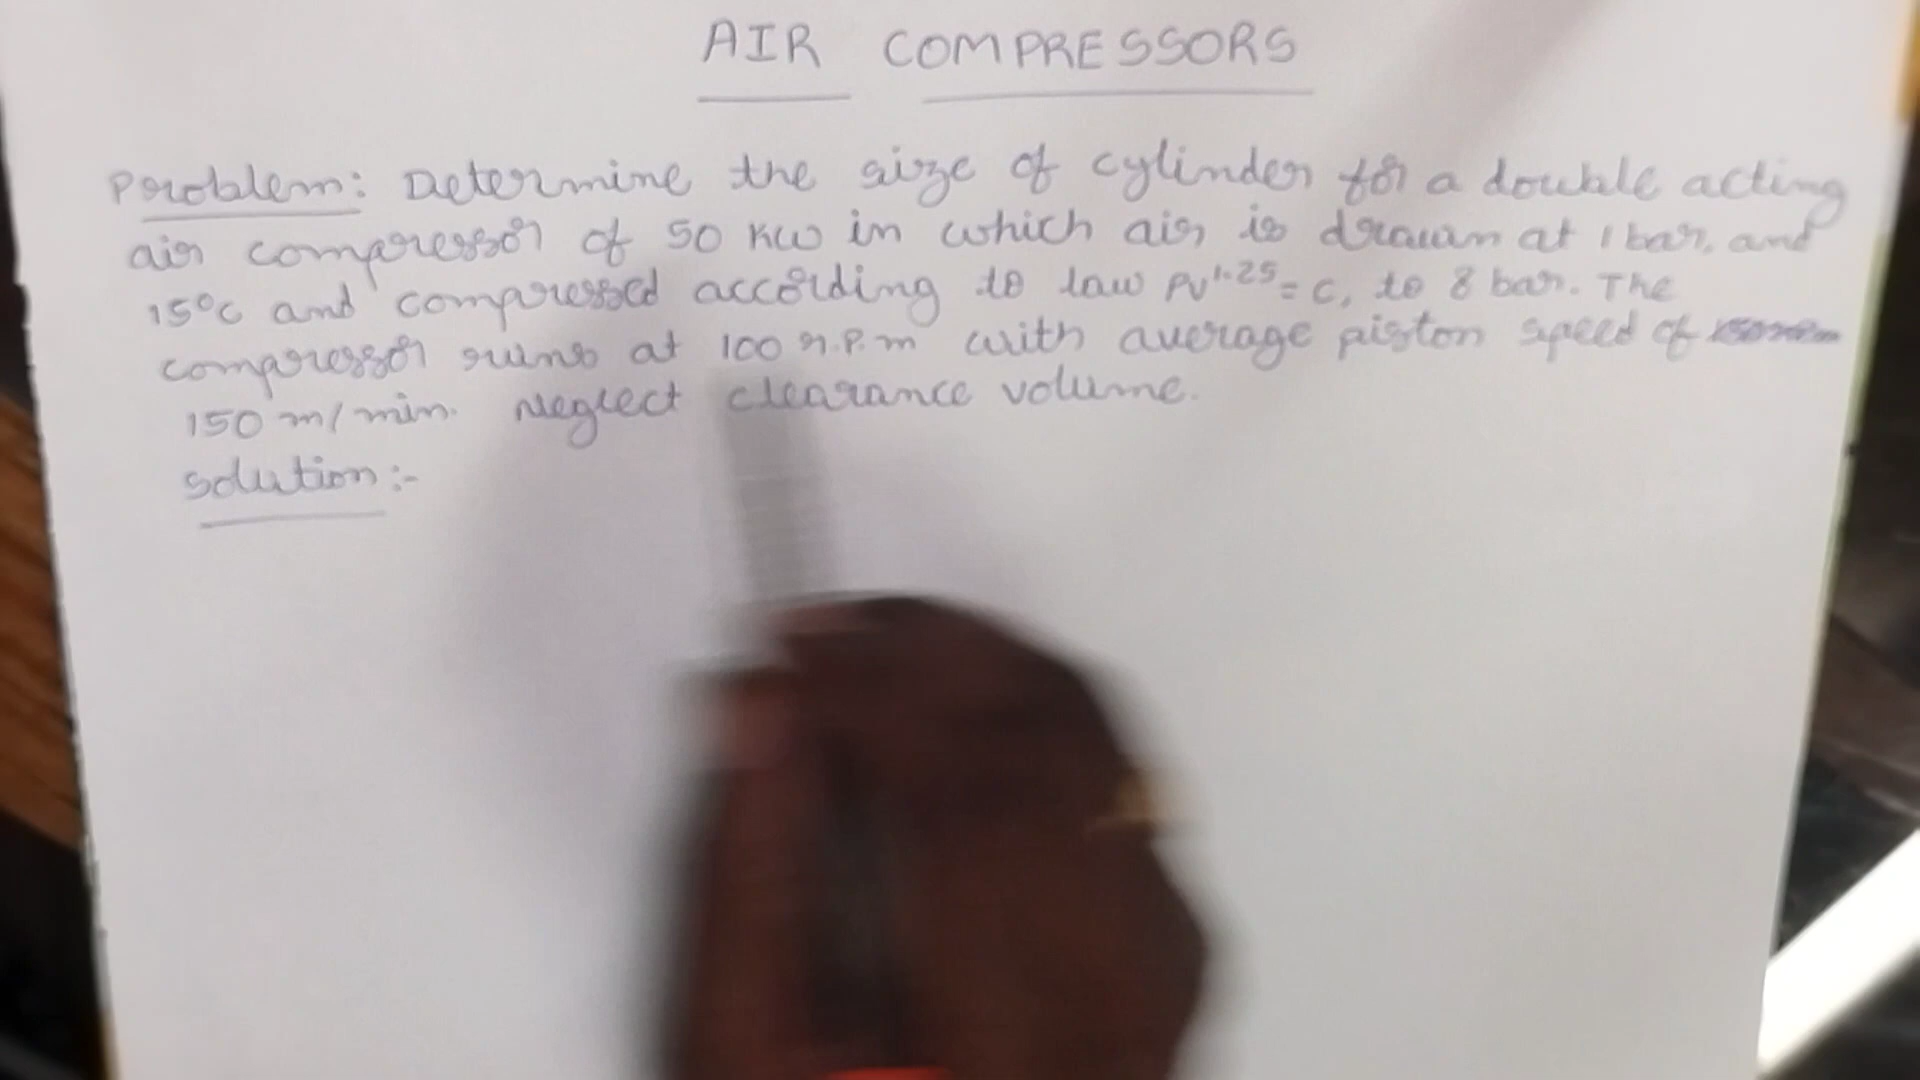 AIR COMPRESSORS
Problem: Determine the size of cylinder for a double acting
air compressor of 50 KW in which air is drawn at 1 bar, and
15°C and compressed according to law PV^1.25 = C, to 8 bar. The
compressor runs at 100 r.p.m with average piston speed of
150 m/min. Neglect clearance volume.
Solution:-